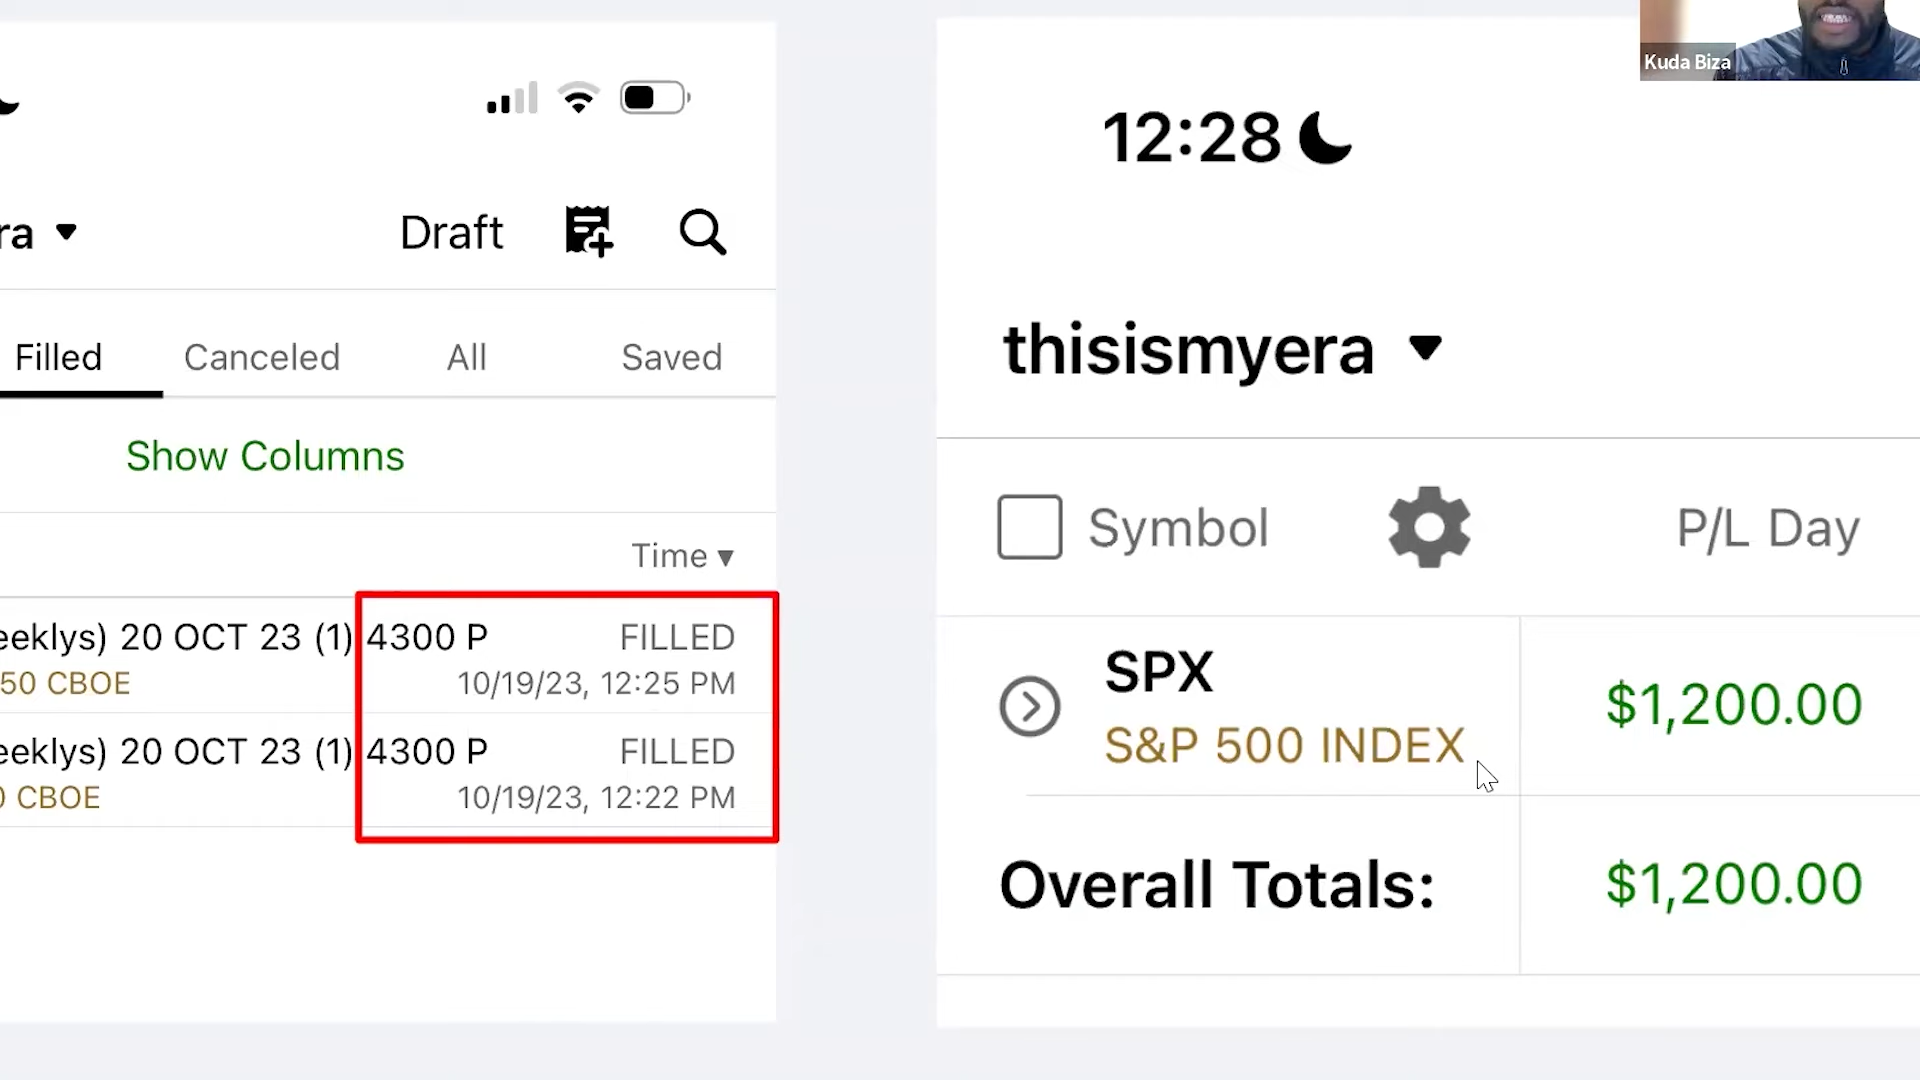 Kuda Biza
ra
Draft
Filled
Canceled
All
Saved
Show Columns
Time
eeklys) 20 OCT 23 (1) 4300 P FILLED
50 CBOE 10/19/23, 12:25 PM
eeklys) 20 OCT 23 (1) 4300 P FILLED
0 CBOE 10/19/23, 12:22 PM
12:28
thisismyera
Symbol P/L Day
SPX
S&P 500 INDEX
$1,200.00
Overall Totals: $1,200.00